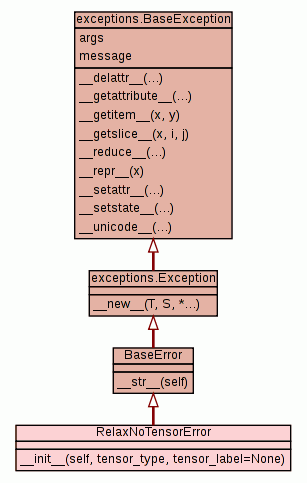 exceptions.BaseException
args
message
__delattr__(...)
__getattribute__(...)
__getitem__(x, y)
__getslice__(x, i, j)
__reduce__(...)
__repr__(x)
__setattr__(...)
__setstate__(...)
__unicode__(...)
exceptions.Exception
__new__(T, S, *...)
BaseError
__str__(self)
RelaxNoTensorError
__init__(self, tensor_type, tensor_label=None)